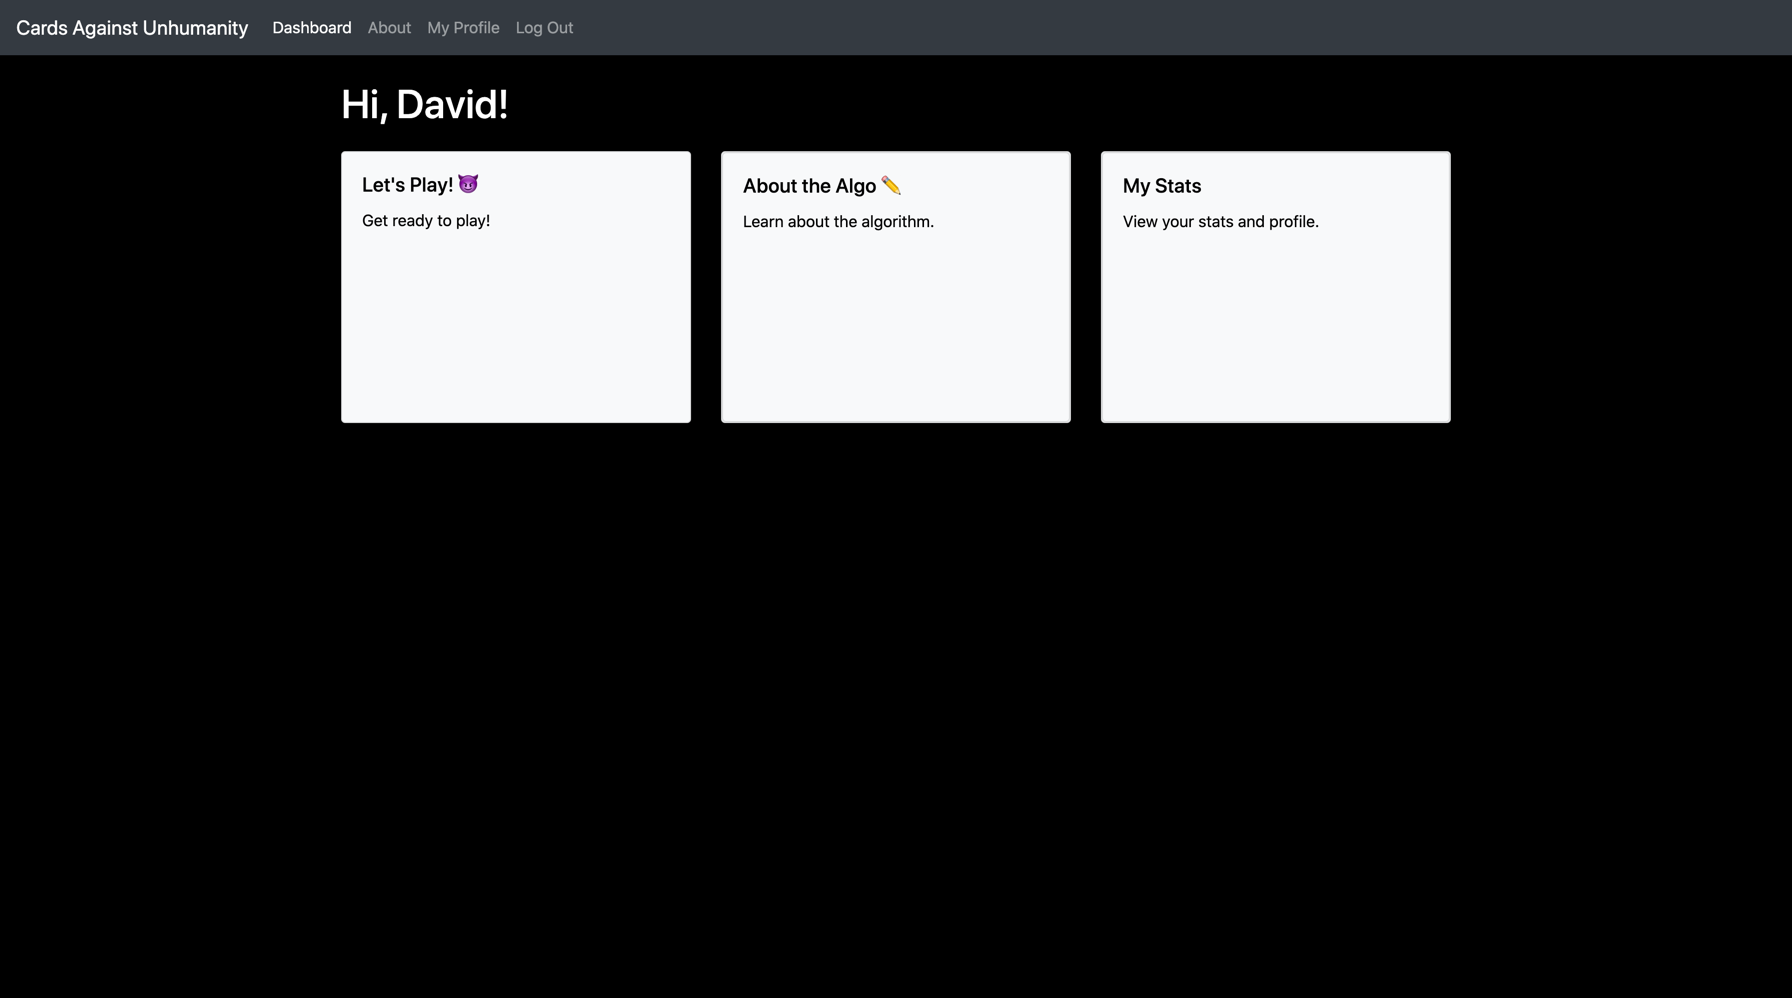 Cards Against Unhumanity Dashboard About My Profile Log Out
Hi, David!
Let's Play! 😈
Get ready to play!
About the Algo ✏️
Learn about the algorithm.
My Stats
View your stats and profile.